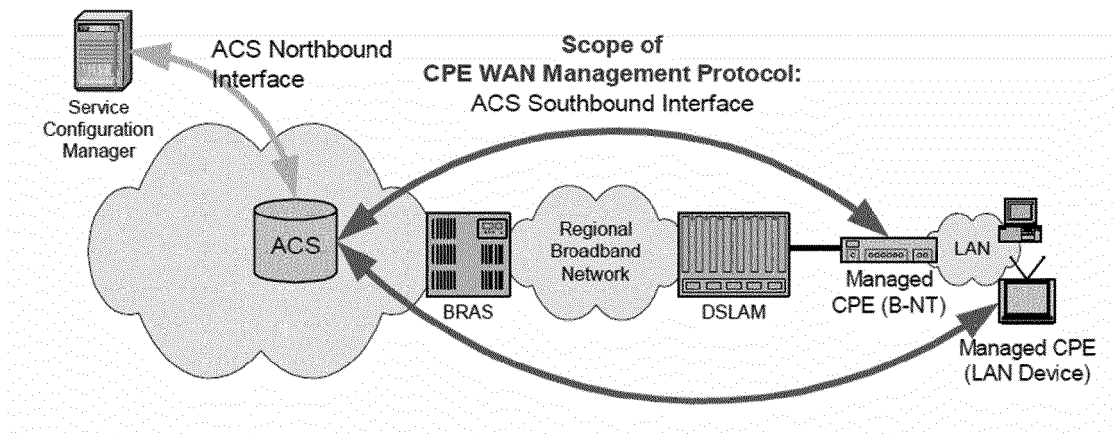 ACS Northbound
Interface
Scope of
CPE WAN Management Protocol:
ACS Southbound Interface
Service
Configuration
Manager
ACS
Regional
Broadband
Network
LAN
BRAS
DSLAM
Managed
CPE (B-NT)
Managed CPE
(LAN Device)